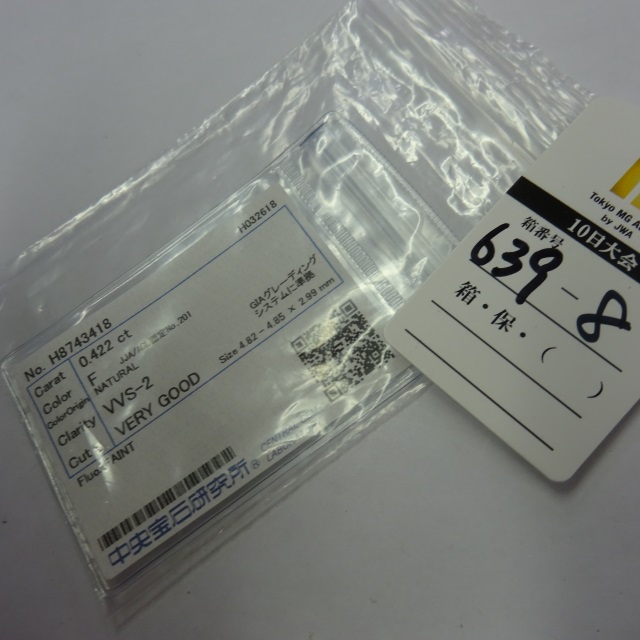 H032618
No. H8743418
Carat 0.422 ct
Color F
NATURAL
Clarity VVS-2
Cut VERY GOOD
FAINT
Size 4.82 - 4.85 × 2.99 mm
GIAグレーディング
システムに準拠
中央宝石研究所
Tokyo MG
by JWA
10日大会
箱番号
639-8
箱・保・( )